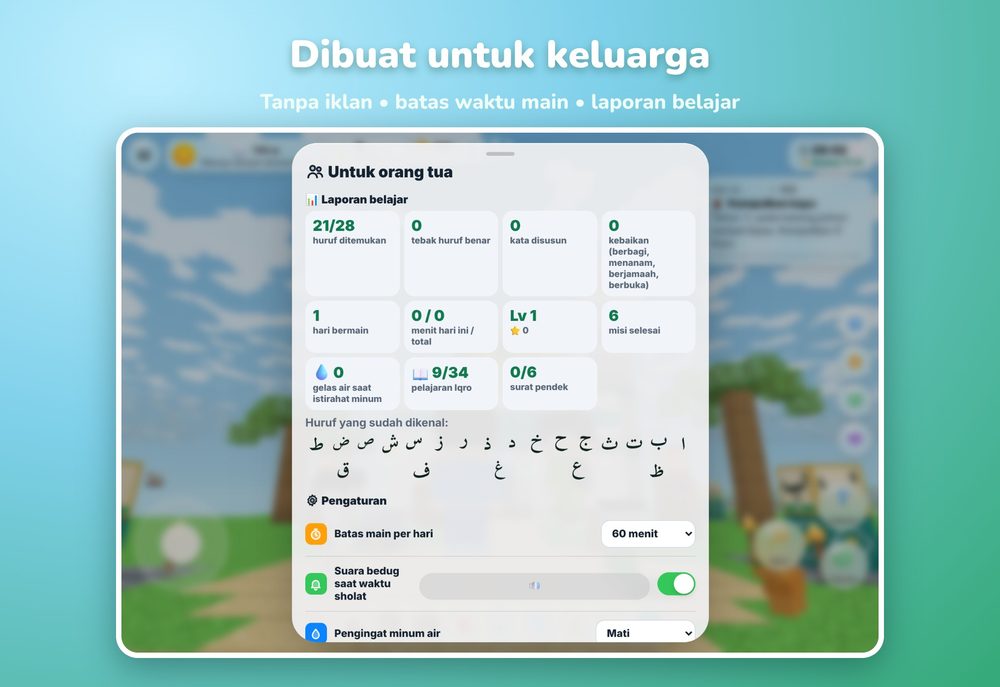 Dibuat untuk keluarga
Tanpa iklan • batas waktu main • laporan belajar
Untuk orang tua
📊 Laporan belajar
21/28
huruf ditemukan
0
tebak huruf benar
0
kata disusun
0
kebaikan
(berbagi,
menanam,
berjamaah,
berbuka)
1
hari bermain
0 / 0
menit hari ini /
total
Lv 1
⭐ 0
6
misi selesai
💧 0
gelas air saat
istirahat minum
📖 9/34
pelajaran Iqro
0/6
surat pendek
Huruf yang sudah dikenal:
ا ب ت ث ج ح خ د ذ ر ز س ش ص ض ط
ظ ع غ ف ق
Pengaturan
Batas main per hari
60 menit
Suara bedug
saat waktu
sholat
Pengingat minum air
Mati